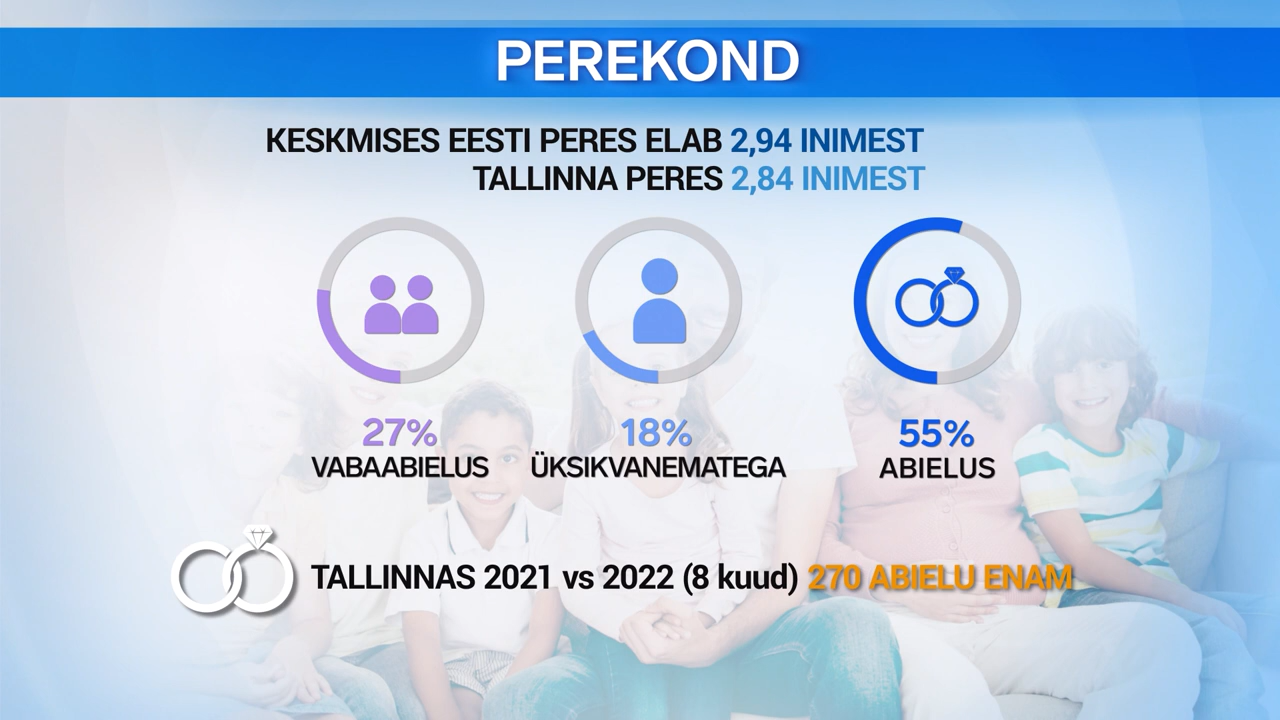 PEREKOND
KESKMISES EESTI PERES ELAB 2,94 INIMEST
TALLINNA PERES 2,84 INIMEST
27%
VABAABIELUS
18%
ÜKSIKVANEMATEGA
55%
ABIELUS
TALLINNAS 2021 vs 2022 (8 kuud) 270 ABIELU ENAM